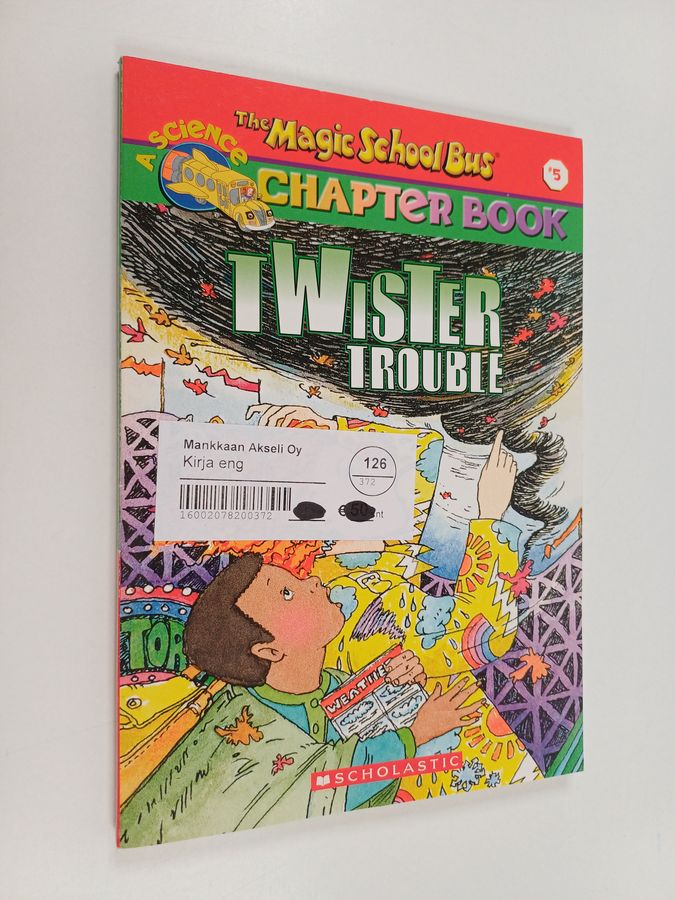 A SCIENCE
The Magic School Bus®
#5
CHAPTER BOOK
TWISTER
TROUBLE
Mankkaan Akseli Oy
Kirja eng
126
372
16002078200372
TOR
WEATHER
SCHOLASTIC